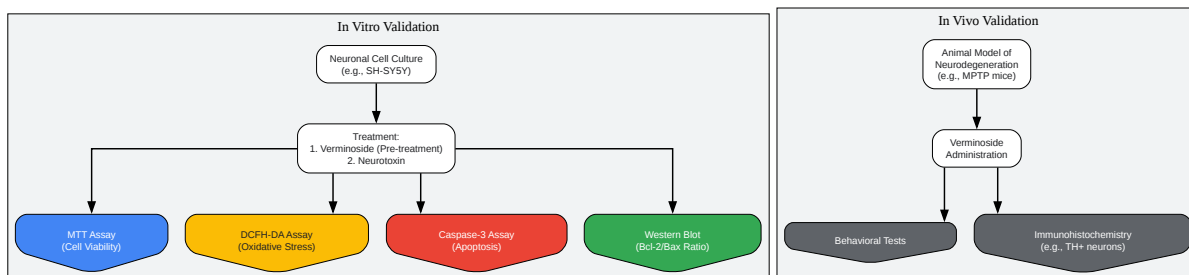 In Vitro Validation
Neuronal Cell Culture
(e.g., SH-SY5Y)
Treatment:
1. Verminoside (Pre-treatment)
2. Neurotoxin
MTT Assay
(Cell Viability)
DCFH-DA Assay
(Oxidative Stress)
Caspase-3 Assay
(Apoptosis)
Western Blot
(Bcl-2/Bax Ratio)
In Vivo Validation
Animal Model of
Neurodegeneration
(e.g., MPTP mice)
Verminoside
Administration
Behavioral Tests
Immunohistochemistry
(e.g., TH+ neurons)